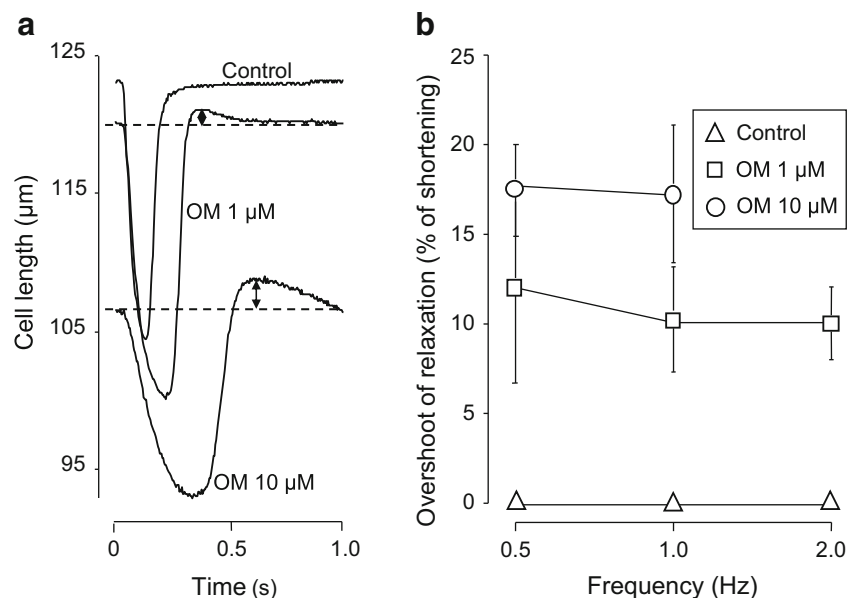 a
Cell length (μm)
125
115
105
95
Control
OM 1 μM
OM 10 μM
0
0.5
1.0
Time (s)
b
Overshoot of relaxation (% of shortening)
25
20
15
10
5
0
Control
OM 1 μM
OM 10 μM
0.5
1.0
2.0
Frequency (Hz)